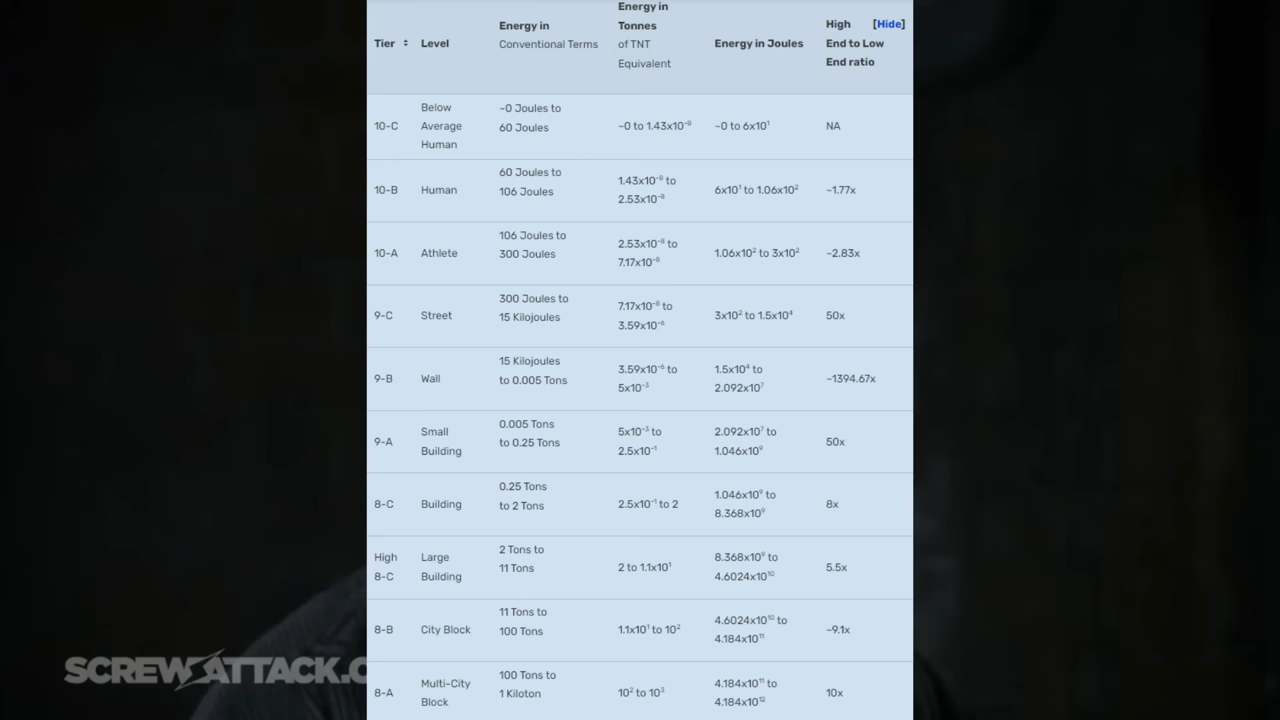 Tier
Level
Energy in
Conventional Terms
Energy in
Tonnes
of TNT
Equivalent
Energy in Joules
High [Hide]
End to Low
End ratio
10-C
Below
Average
Human
~0 Joules to
60 Joules
~0 to 1.43x10⁻⁸
~0 to 6x10¹
NA
10-B
Human
60 Joules to
106 Joules
1.43x10⁻⁸ to
2.53x10⁻⁸
6x10¹ to 1.06x10²
~1.77x
10-A
Athlete
106 Joules to
300 Joules
2.53x10⁻⁸ to
7.17x10⁻⁸
1.06x10² to 3x10²
~2.83x
9-C
Street
300 Joules to
15 Kilojoules
7.17x10⁻⁸ to
3.59x10⁻⁶
3x10² to 1.5x10⁴
50x
9-B
Wall
15 Kilojoules
to 0.005 Tons
3.59x10⁻⁶ to
5x10⁻³
1.5x10⁴ to
2.092x10⁷
~1394.67x
9-A
Small
Building
0.005 Tons
to 0.25 Tons
5x10⁻³ to
2.5x10⁻¹
2.092x10⁷ to
1.046x10⁹
50x
8-C
Building
0.25 Tons
to 2 Tons
2.5x10⁻¹ to 2
1.046x10⁹ to
8.368x10⁹
8x
High
8-C
Large
Building
2 Tons to
11 Tons
2 to 1.1x10¹
8.368x10⁹ to
4.6024x10¹⁰
5.5x
8-B
City Block
11 Tons to
100 Tons
1.1x10¹ to 10²
4.6024x10¹⁰ to
4.184x10¹¹
~9.1x
8-A
Multi-City
Block
100 Tons to
1 Kiloton
10² to 10³
4.184x10¹¹ to
4.184x10¹²
10x
SCREWATTACK.C